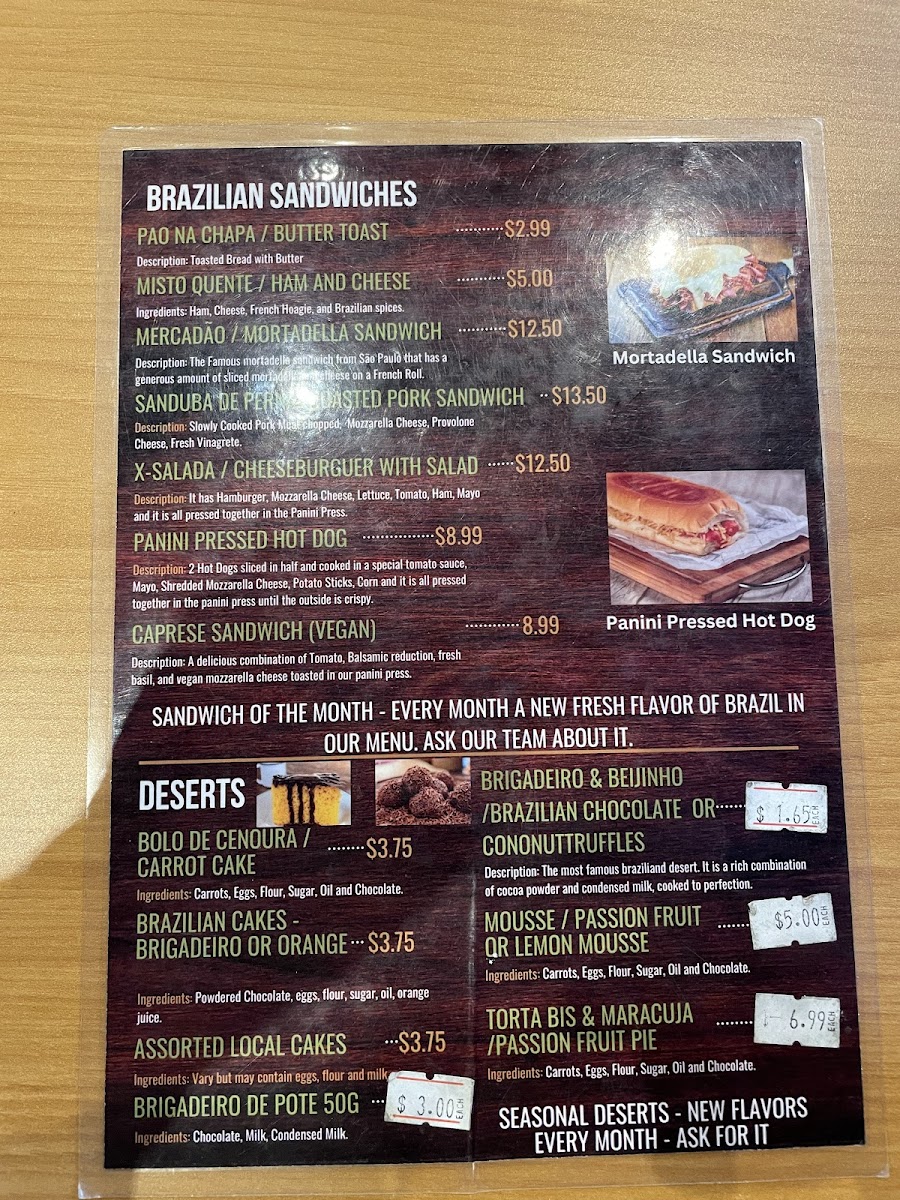 BRAZILIAN SANDWICHES
PAO NA CHAPA / BUTTER TOAST ...........$2.99
Description: Toasted Bread with Butter
MISTO QUENTE / HAM AND CHEESE ...........$5.00
Ingredients: Ham, Cheese, French Hoagie, and Brazilian spices.
MERCADÃO / MORTADELLA SANDWICH ...........$12.50
Description: The Famous mortadella sandwich from São Paulo that has a
generous amount of sliced mortadella and cheese on a French Roll.
Mortadella Sandwich
SANDUBA DE ROASTED PORK SANDWICH ..$13.50
Description: Slowly Cooked Pork Meat chopped, Mozzarella Cheese, Provolone
Cheese, Fresh Vinagrete.
X-SALADA / CHEESEBURGUER WITH SALAD ......$12.50
Description: It has Hamburger, Mozzarella Cheese, Lettuce, Tomato, Ham, Mayo
and it is all pressed together in the Panini Press.
PANINI PRESSED HOT DOG ................$8.99
Description: 2 Hot Dogs sliced in half and cooked in a special tomato sauce,
Mayo, Shredded Mozzarella Cheese, Potato Sticks, Corn and it is all pressed
together in the panini press until the outside is crispy.
Panini Pressed Hot Dog
CAPRESE SANDWICH (VEGAN) ...........8.99
Description: A delicious combination of Tomato, Balsamic reduction, fresh
basil, and vegan mozzarella cheese toasted in our panini press.
SANDWICH OF THE MONTH - EVERY MONTH A NEW FRESH FLAVOR OF BRAZIL IN
OUR MENU. ASK OUR TEAM ABOUT IT.
DESERTS
BOLO DE CENOURA /
CARROT CAKE ........$3.75
Ingredients: Carrots, Eggs, Flour, Sugar, Oil and Chocolate.
BRAZILIAN CAKES -
BRIGADEIRO OR ORANGE...$3.75
Ingredients: Powdered Chocolate, eggs, flour, sugar, oil, orange
juice.
ASSORTED LOCAL CAKES ...$3.75
Ingredients: Vary but may contain eggs, flour and milk
BRIGADEIRO DE POTE 50G ... $ 3.00 EACH
Ingredients: Chocolate, Milk, Condensed Milk.
BRIGADEIRO & BEIJINHO
/BRAZILIAN CHOCOLATE OR...... $ 1.65 EACH
CONONUTTRUFFLES
Description: The most famous braziliand desert. It is a rich combination
of cocoa powder and condensed milk, cooked to perfection.
MOUSSE / PASSION FRUIT ....... $5.00 EACH
OR LEMON MOUSSE
Ingredients: Carrots, Eggs, Flour, Sugar, Oil and Chocolate.
TORTA BIS & MARACUJA ........ 6.99 EACH
/PASSION FRUIT PIE
Ingredients: Carrots, Eggs, Flour, Sugar, Oil and Chocolate.
SEASONAL DESERTS - NEW FLAVORS
EVERY MONTH - ASK FOR IT